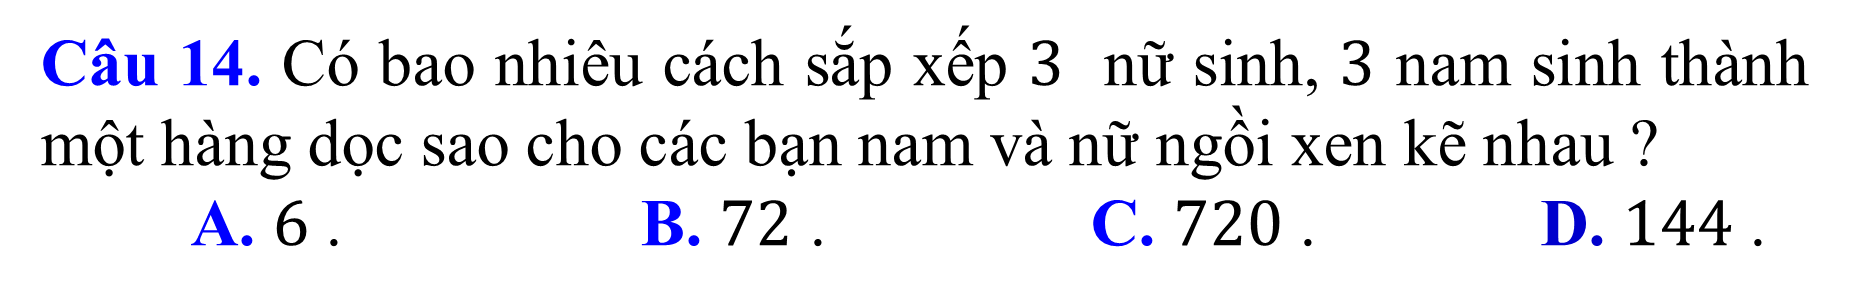 Câu 14. Có bao nhiêu cách sắp xếp 3 nữ sinh, 3 nam sinh thành
một hàng dọc sao cho các bạn nam và nữ ngồi xen kẽ nhau ?
A. 6 . B. 72 . C. 720 . D. 144 .